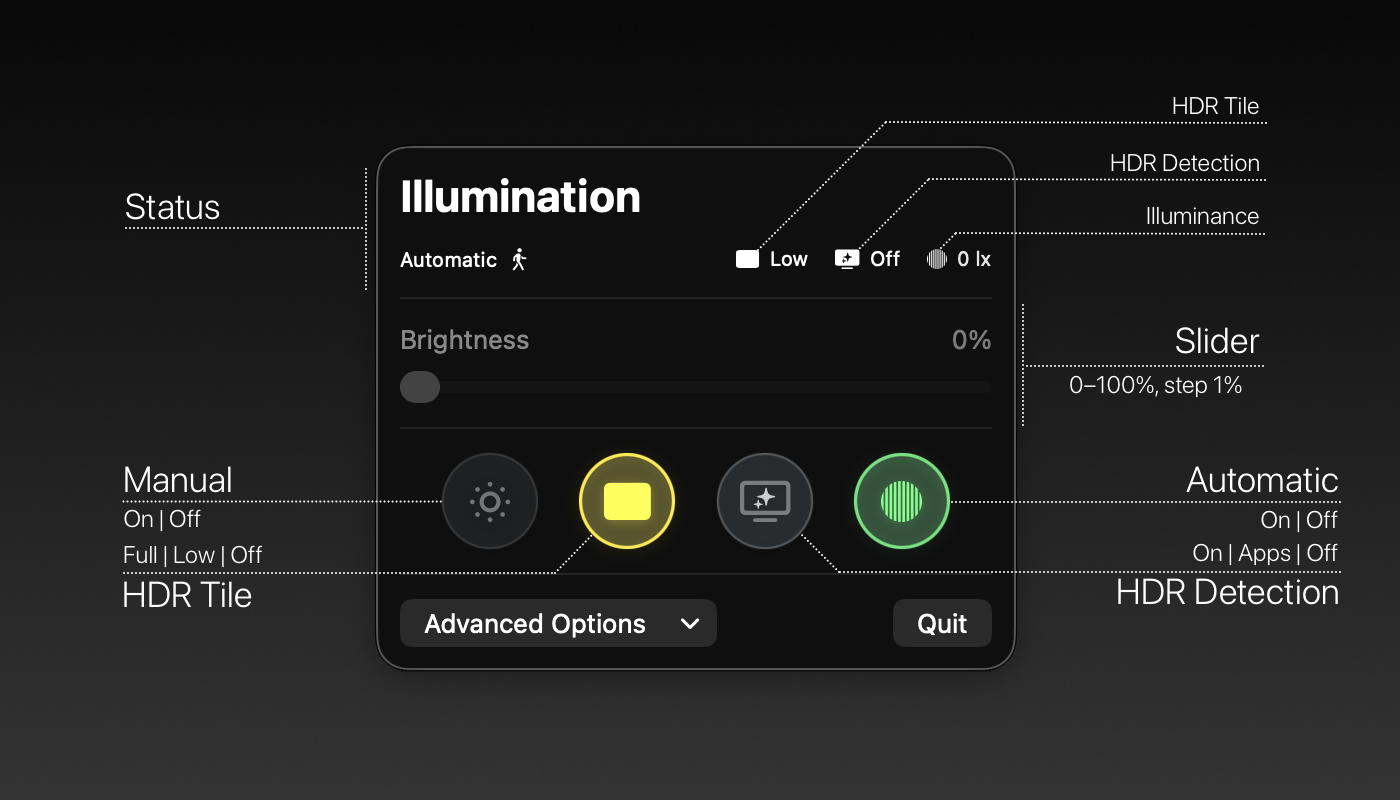 HDR Tile
HDR Detection
Illuminance
Status
Illumination
Automatic
Low
Off
0 lx
Brightness
0%
Slider
0–100%, step 1%
Manual
On | Off
Full | Low | Off
HDR Tile
Automatic
On | Off
On | Apps | Off
HDR Detection
Advanced Options
Quit